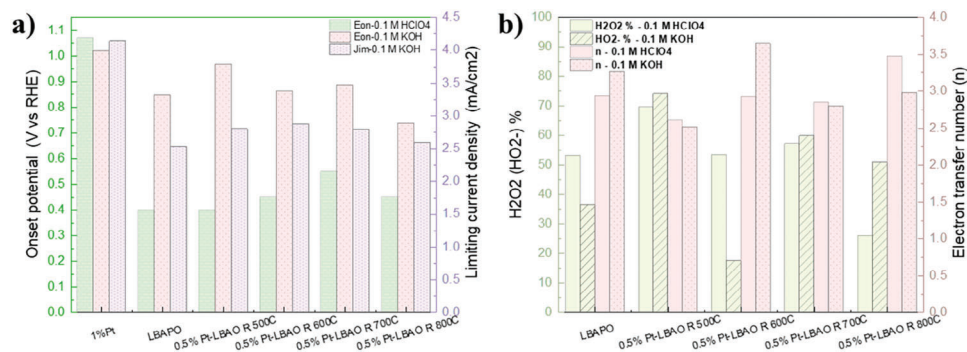 a)
Eon-0.1 M HClO4
Eon-0.1 M KOH
Jlim-0.1 M KOH
Onset potential (V vs RHE)
1.1
1.0
0.9
0.8
0.7
0.6
0.5
0.4
0.3
0.2
0.1
0.0
4.5
4.0
3.5
3.0
2.5
2.0
1.5
1.0
0.5
0.0
Limiting current density (mA/cm2)
1%Pt
LBAPO
0.5% Pt-LBAO R 500C
0.5% Pt-LBAO R 600C
0.5% Pt-LBAO R 700C
0.5% Pt-LBAO R 800C
b)
H2O2 % - 0.1 M HClO4
HO2- % - 0.1 M KOH
n - 0.1 M HClO4
n - 0.1 M KOH
H2O2 (HO2-) %
100
90
80
70
60
50
40
30
20
10
0
4.0
3.5
3.0
2.5
2.0
1.5
1.0
0.5
0.0
Electron transfer number (n)
LBAPO
0.5% Pt-LBAO R 500C
0.5% Pt-LBAO R 600C
0.5% Pt-LBAO R 700C
0.5% Pt-LBAO R 800C